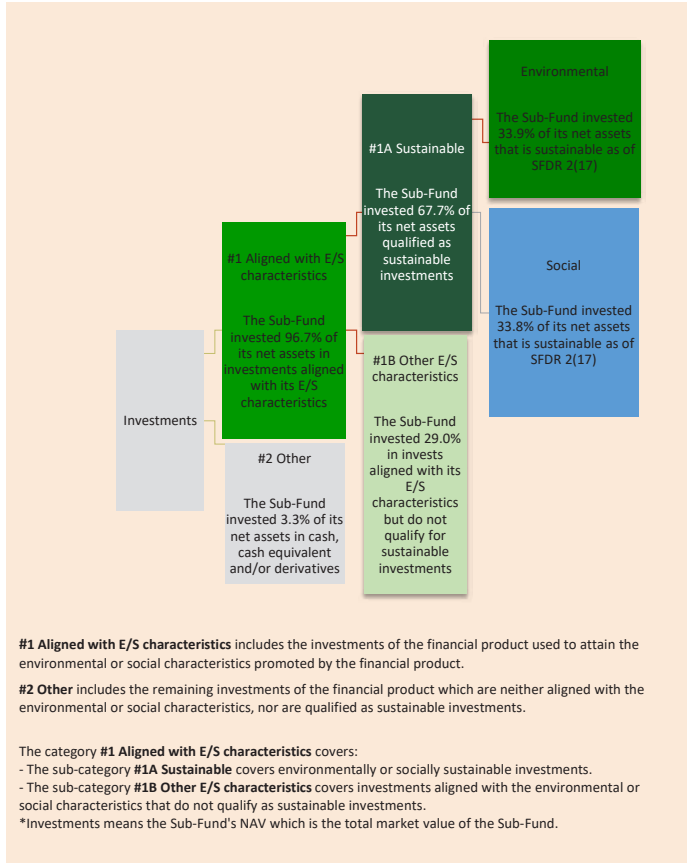 Investments
#1 Aligned with E/S
characteristics
The Sub-Fund
invested 96.7% of
its net assets in
investments aligned
with its E/S
characteristics
#2 Other
The Sub-Fund
invested 3.3% of its
net assets in cash,
cash equivalent
and/or derivatives
#1A Sustainable
The Sub-Fund
invested 67.7% of
its net assets
qualified as
sustainable
investments
#1B Other E/S
characteristics
The Sub-Fund
invested 29.0%
in invests
aligned with its
E/S
characteristics
but do not
qualify for
sustainable
investments
Environmental
The Sub-Fund invested
33.9% of its net assets
that is sustainable as of
SFDR 2(17)
Social
The Sub-Fund invested
33.8% of its net assets
that is sustainable as of
SFDR 2(17)
#1 Aligned with E/S characteristics includes the investments of the financial product used to attain the
environmental or social characteristics promoted by the financial product.
#2 Other includes the remaining investments of the financial product which are neither aligned with the
environmental or social characteristics, nor are qualified as sustainable investments.
The category #1 Aligned with E/S characteristics covers:
- The sub-category #1A Sustainable covers environmentally or socially sustainable investments.
- The sub-category #1B Other E/S characteristics covers investments aligned with the environmental or
social characteristics that do not qualify as sustainable investments.
*Investments means the Sub-Fund's NAV which is the total market value of the Sub-Fund.